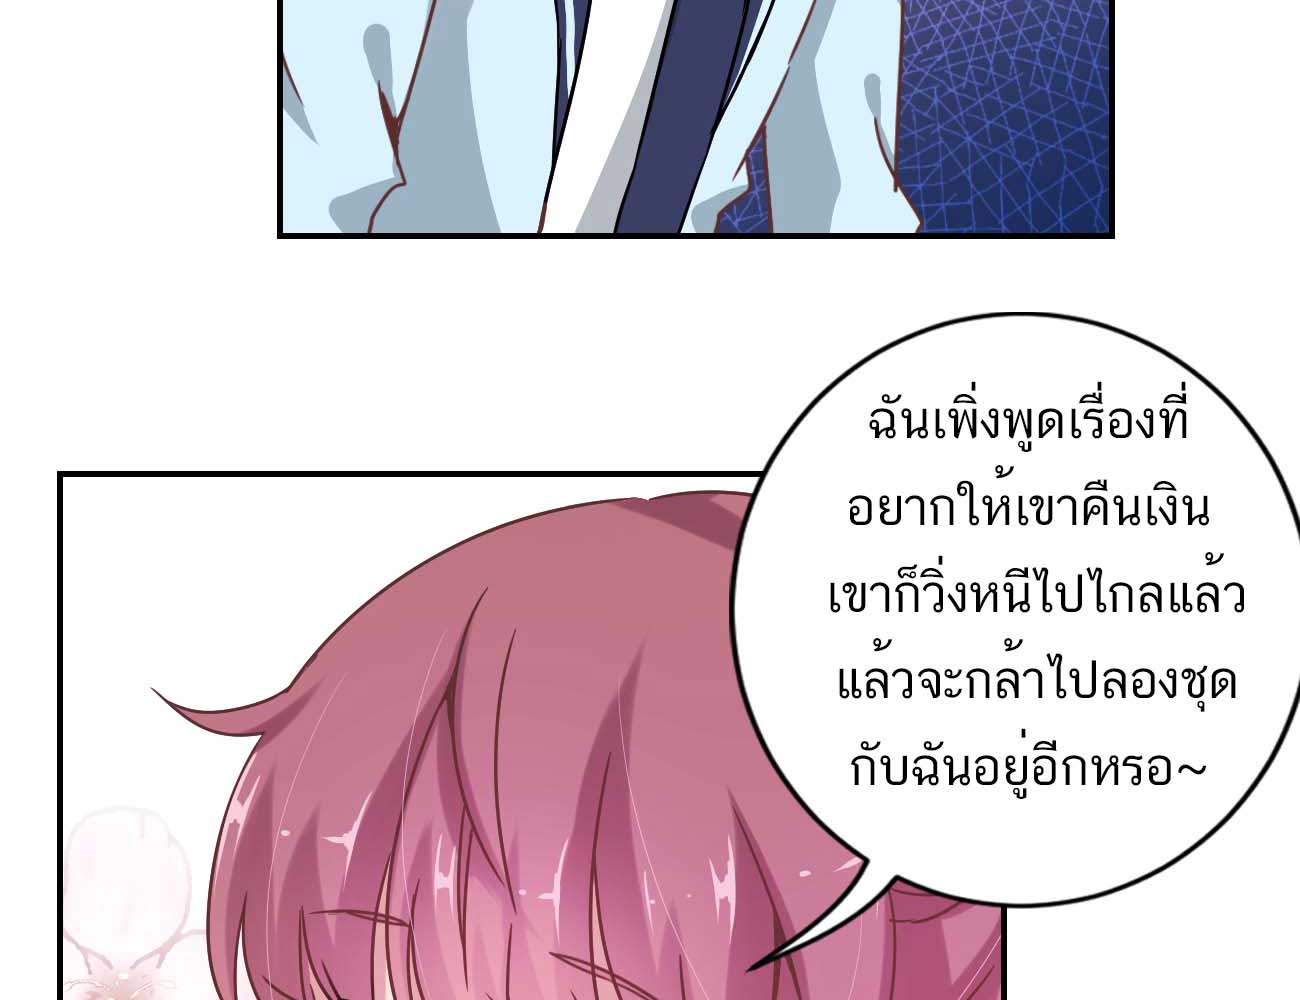 ฉันเพิ่งพูดเรื่องที่
อยากให้เขาคืนเงิน
เขาก็วิ่งหนีไปไกลแล้ว
แล้วจะกล้าไปลองชุด
กับฉันอยู่อีกหรอ~